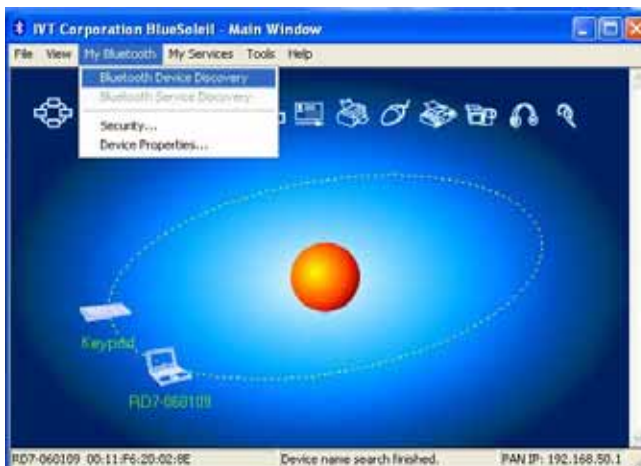 IVT Corporation BlueSoleil - Main Window
File View My Bluetooth My Services Tools Help
Bluetooth Device Discovery
Bluetooth Service Discovery
Security...
Device Properties...
Keypad
RD7-060109
RD7-060109 00:11:F6:20:02:8E Device name search finished. PAN IP: 192.168.50.1